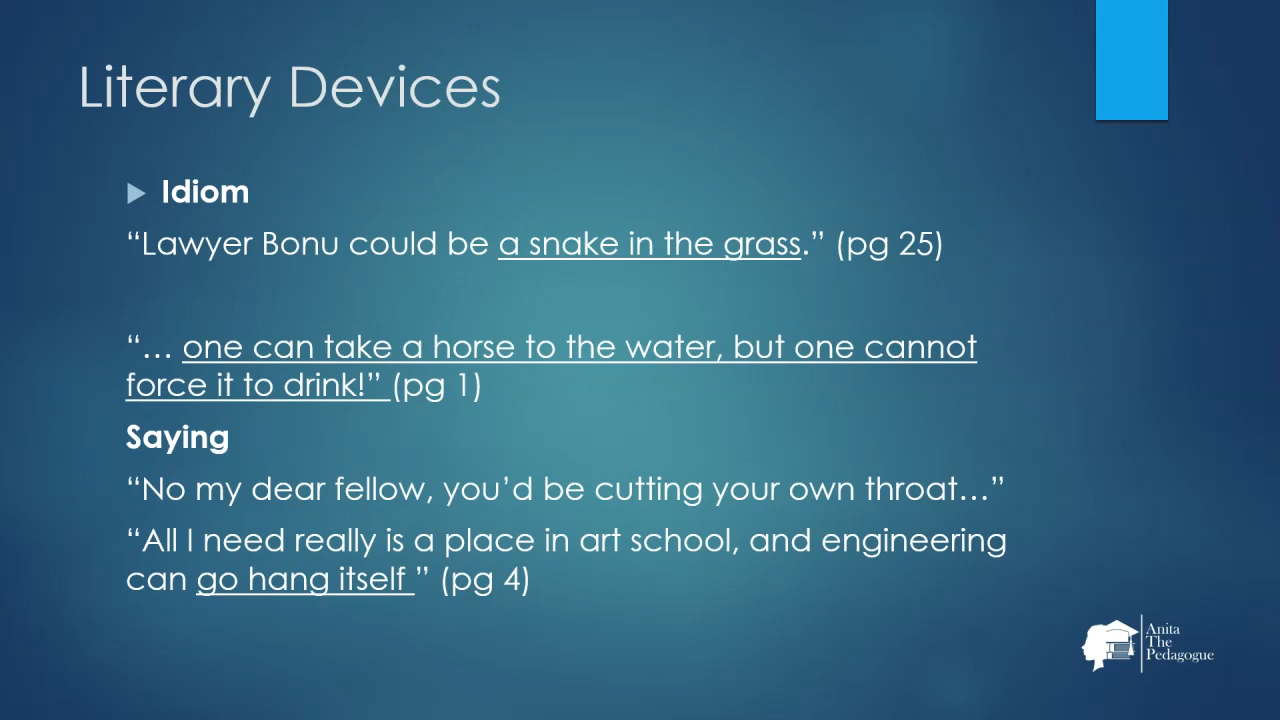 Literary Devices
Idiom
“Lawyer Bonu could be a snake in the grass.” (pg 25)
“… one can take a horse to the water, but one cannot
force it to drink!” (pg 1)
Saying
“No my dear fellow, you’d be cutting your own throat…”
“All I need really is a place in art school, and engineering
can go hang itself ” (pg 4)
Anita
The
Pedagogue